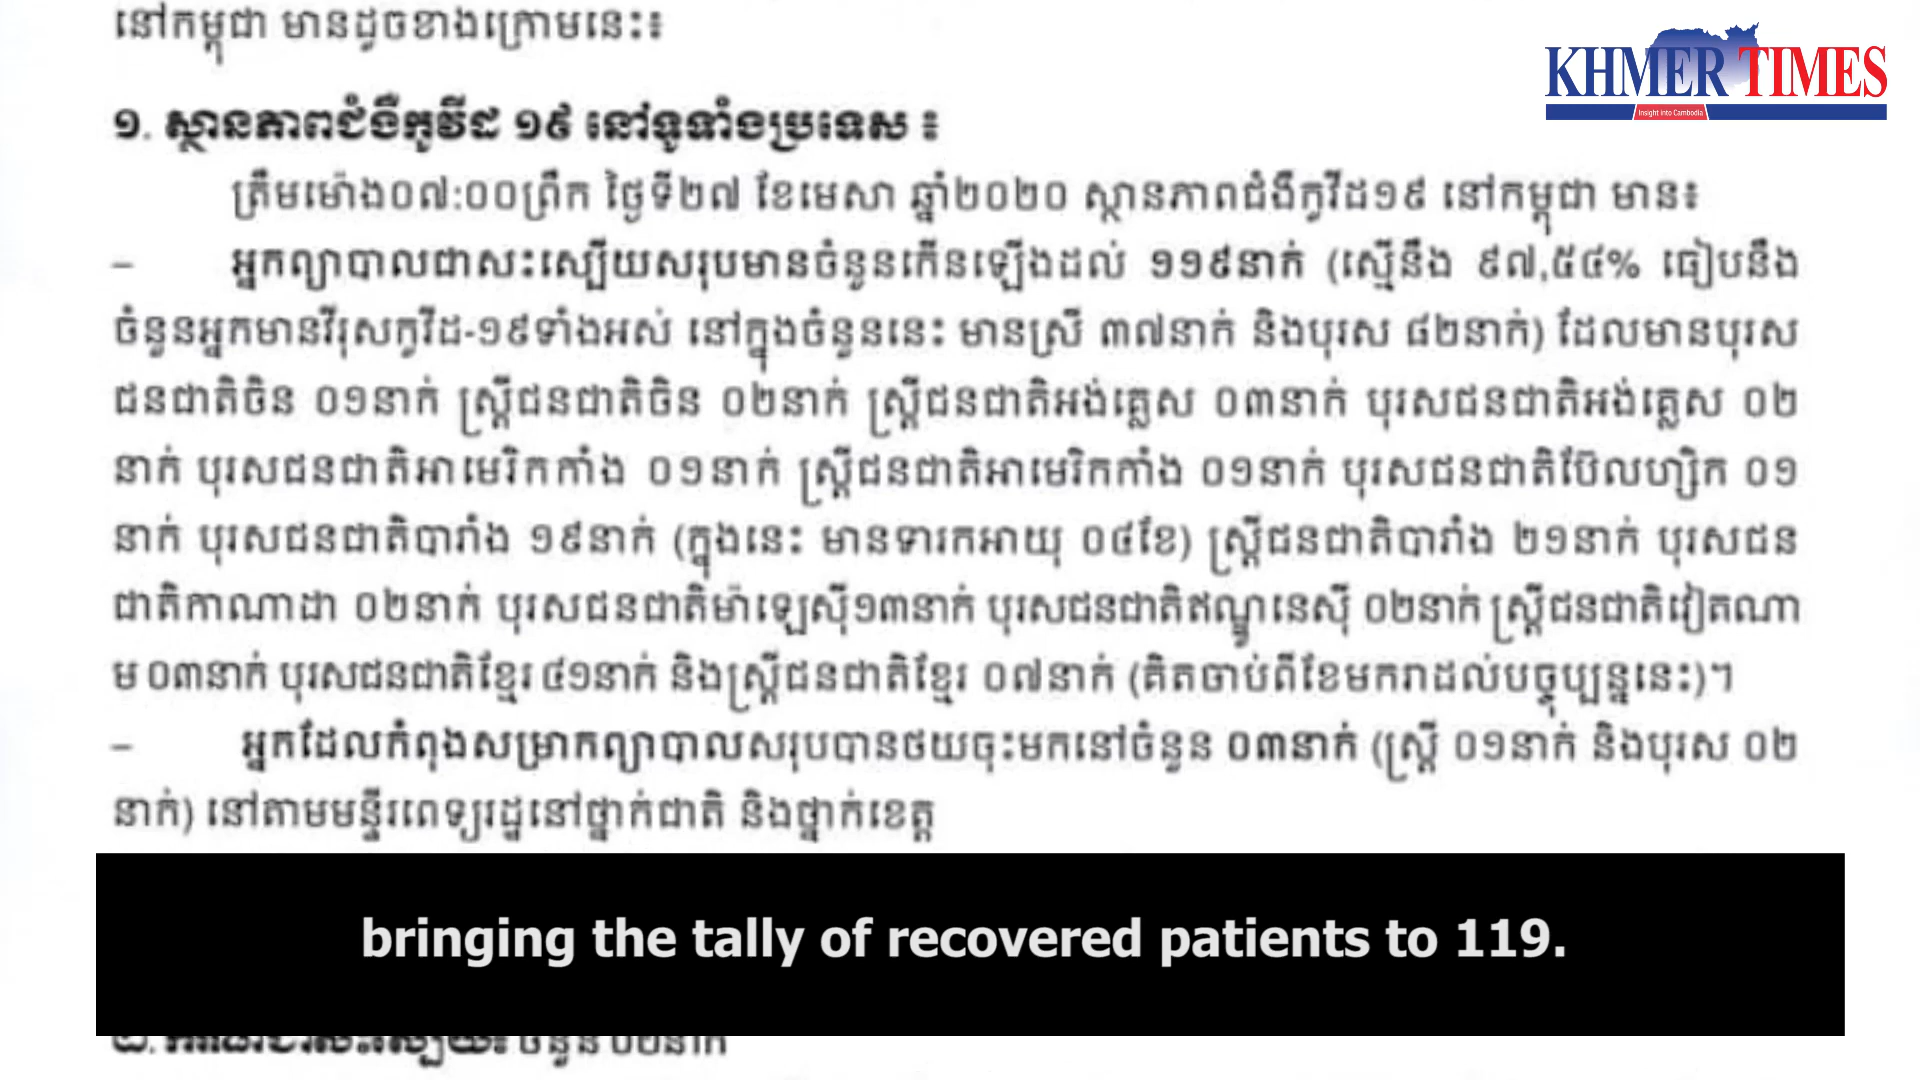 នៅកម្ពុជា មានដូចខាងក្រោមនេះ៖
KHMER TIMES
Insight into Cambodia
១. ស្ថានភាពជំងឺកូវីដ ១៩ នៅទូទាំងប្រទេស ៖
ត្រឹមម៉ោង០៧:០០ព្រឹក ថ្ងៃទី២៧ ខែមេសា ឆ្នាំ២០២០ ស្ថានភាពជំងឺកូវីដ១៩ នៅកម្ពុជា មាន៖
– អ្នកព្យាបាលជាសះស្បើយសរុបមានចំនួនកើនឡើងដល់ ១១៩នាក់ (ស្មើនឹង ៩៧,៥៤% ធៀបនឹង
ចំនួនអ្នកមានវីរុសកូវីដ-១៩ទាំងអស់ នៅក្នុងចំនួននេះ មានស្រី ៣៧នាក់ និងបុរស ៨២នាក់) ដែលមានបុរស
ជនជាតិចិន ០១នាក់ ស្ត្រីជនជាតិចិន ០២នាក់ ស្ត្រីជនជាតិអង់គ្លេស ០៣នាក់ បុរសជនជាតិអង់គ្លេស ០២
នាក់ បុរសជនជាតិអាមេរិកកាំង ០១នាក់ ស្ត្រីជនជាតិអាមេរិកកាំង ០១នាក់ បុរសជនជាតិប៊ែលហ្សិក ០១
នាក់ បុរសជនជាតិបារាំង ១៩នាក់ (ក្នុងនេះ មានទារកអាយុ ០៤ខែ) ស្ត្រីជនជាតិបារាំង ២១នាក់ បុរសជន
ជាតិកាណាដា ០២នាក់ បុរសជនជាតិម៉ាឡេស៊ី១៣នាក់ បុរសជនជាតិឥណ្ឌូនេស៊ី ០២នាក់ ស្ត្រីជនជាតិវៀតណា
ម ០៣នាក់ បុរសជនជាតិខ្មែរ ៤១នាក់ និងស្ត្រីជនជាតិខ្មែរ ០៧នាក់ (គិតចាប់ពីខែមករាដល់បច្ចុប្បន្ននេះ)។
– អ្នកដែលកំពុងសម្រាកព្យាបាលសរុបបានថយចុះមកនៅចំនួន ០៣នាក់ (ស្ត្រី ០១នាក់ និងបុរស ០២
នាក់) នៅតាមមន្ទីរពេទ្យរដ្ឋនៅថ្នាក់ជាតិ និងថ្នាក់ខេត្ត
bringing the tally of recovered patients to 119.
ចំនួន ០២នាក់